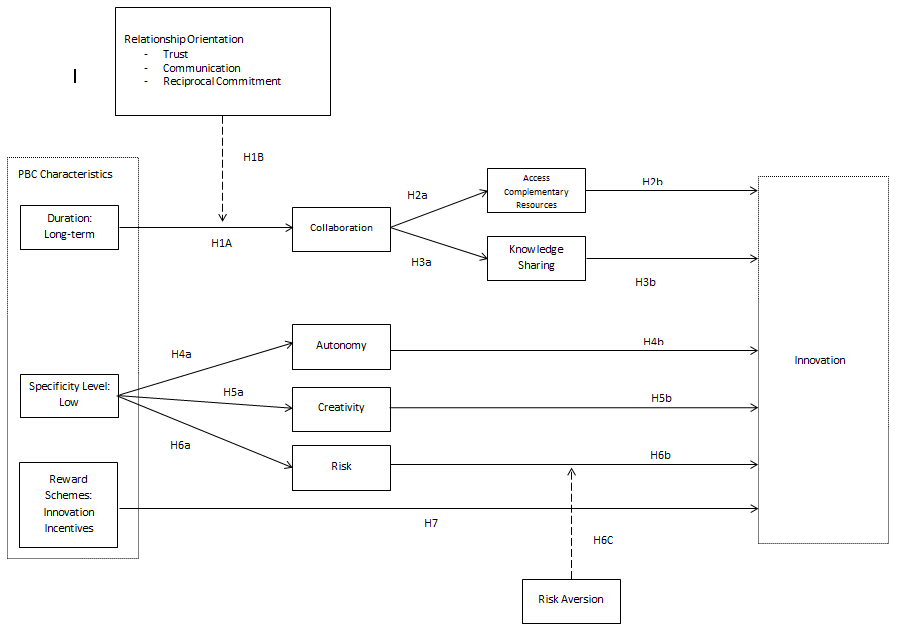 Relationship Orientation
- Trust
- Communication
- Reciprocal Commitment
H1B
PBC Characteristics
Duration:
Long-term
H1A
Collaboration
H2a
Access
Complementary
Resources
H2b
H3a
Knowledge
Sharing
H3b
Innovation
Specificity Level:
Low
H4a
Autonomy
H4b
H5a
Creativity
H5b
H6a
Risk
H6b
Reward
Schemes:
Innovation
Incentives
H7
H6C
Risk Aversion